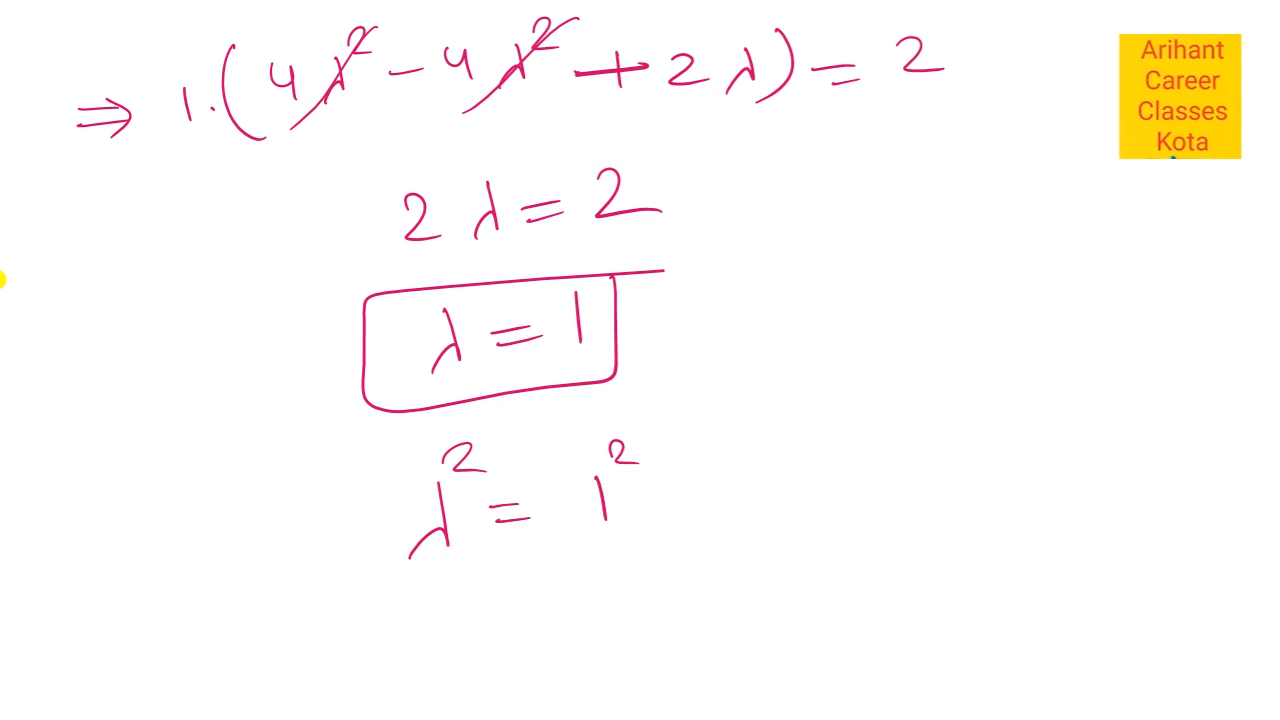 ⇒ 1.(4λ² - 4λ² + 2λ) = 2
2λ = 2
λ = 1
λ² = 1²
Arihant
Career
Classes
Kota